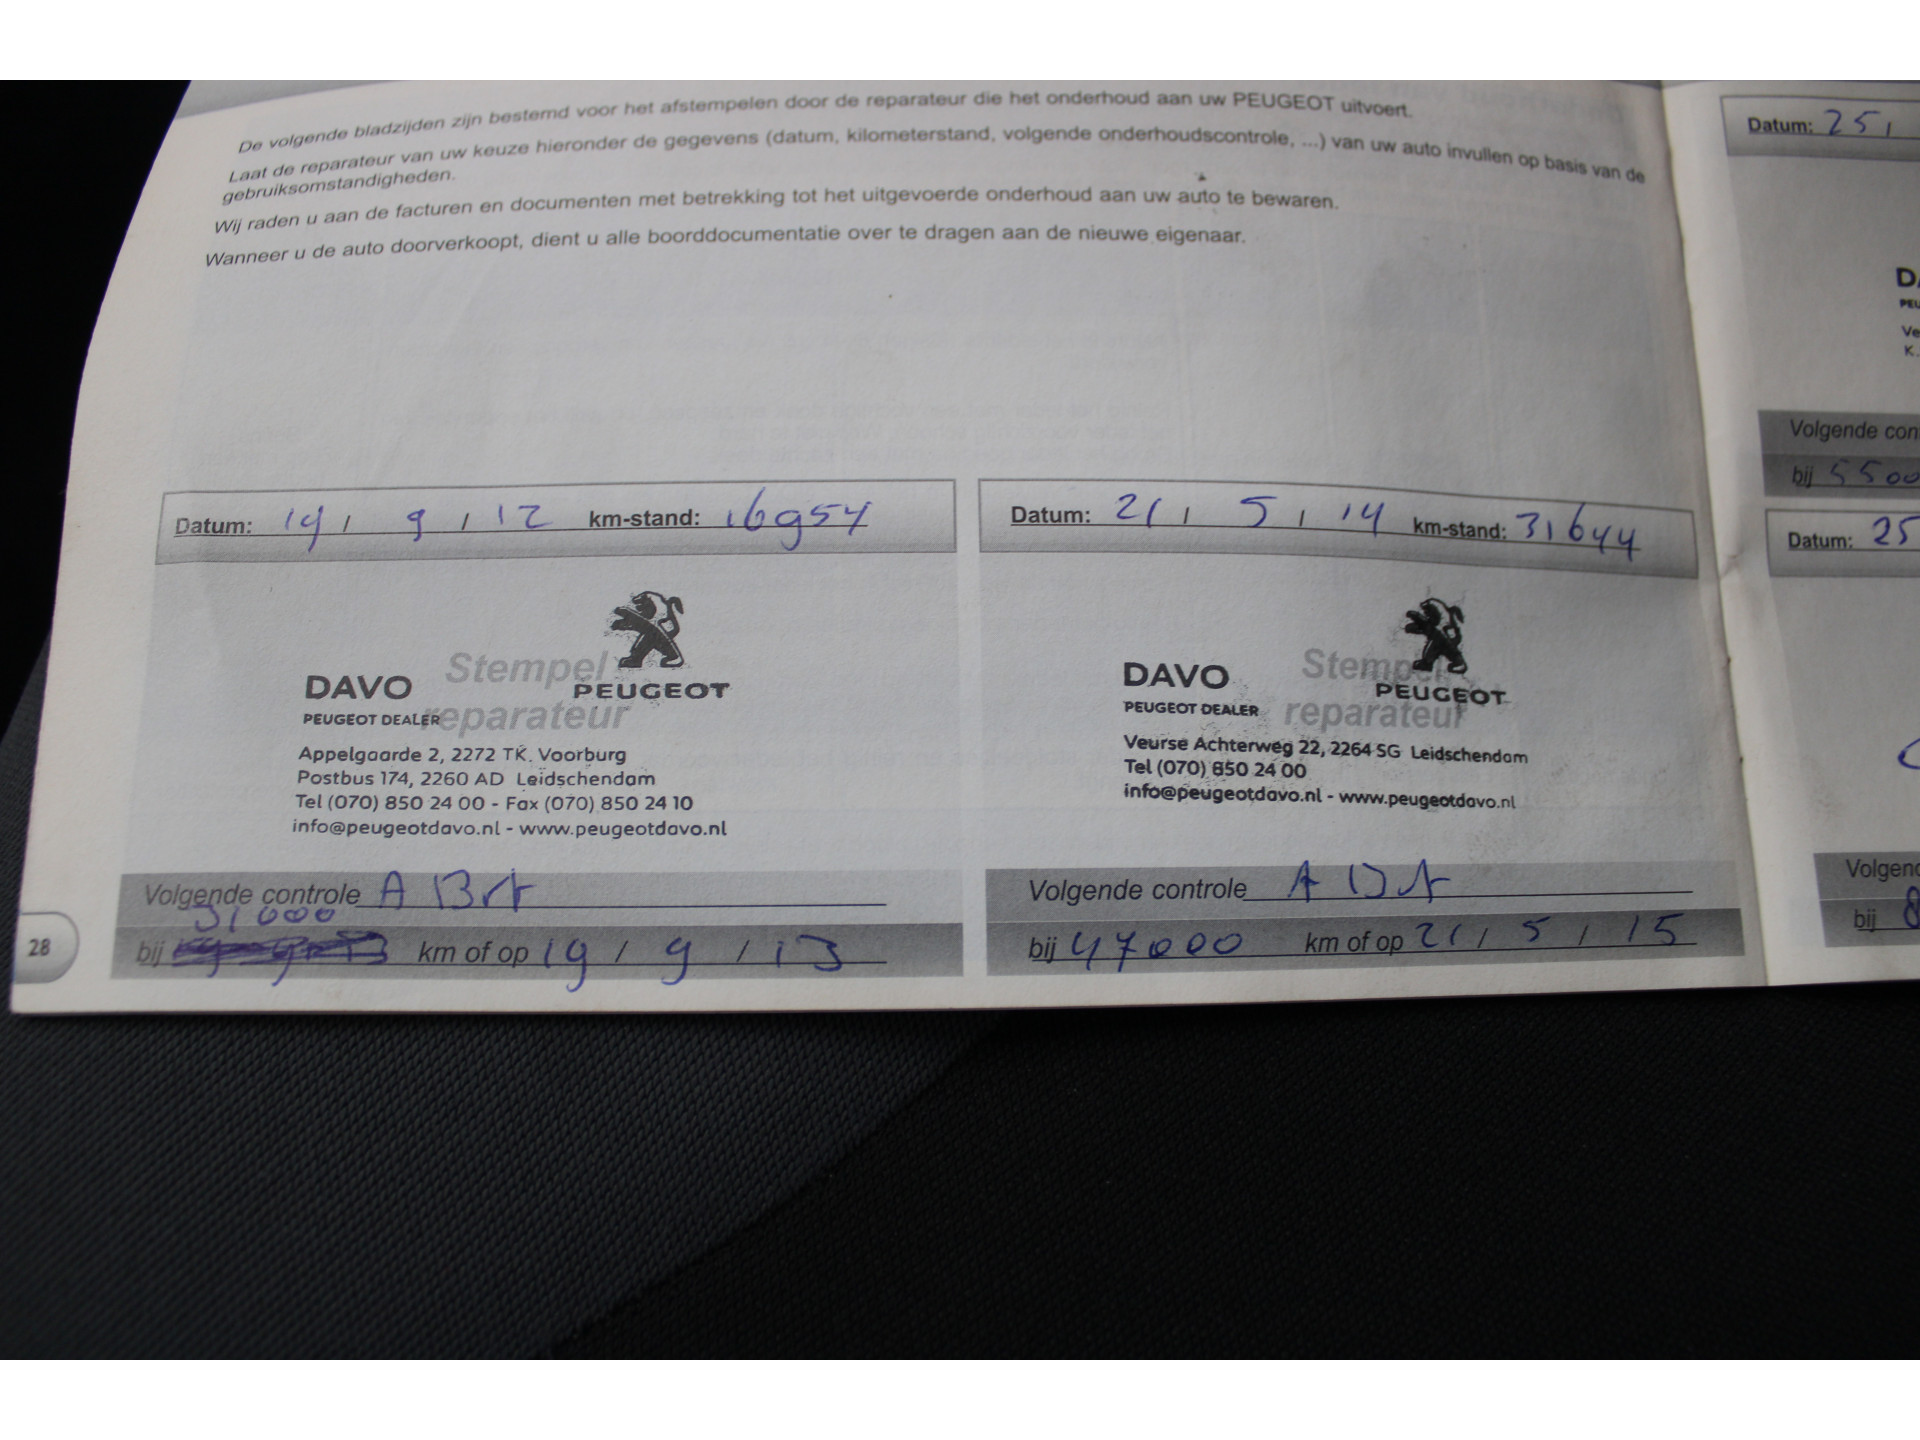 De volgende bladzijden zijn bestemd voor het afstempelen door de reparateur die het onderhoud aan uw PEUGEOT uitvoert.
Laat de reparateur van uw keuze hieronder de gegevens (datum, kilometerstand, volgende onderhoudscontrole, ...) van uw auto invullen op basis van de
gebruiksomstandigheden.
Wij raden u aan de facturen en documenten met betrekking tot het uitgevoerde onderhoud aan uw auto te bewaren.
Wanneer u de auto doorverkoopt, dient u alle boorddocumentatie over te dragen aan de nieuwe eigenaar.
Datum: 19 / 9 / 12 km-stand: 16954
Stempel
reparateur
DAVO
PEUGEOT
PEUGEOT DEALER
Appelgaarde 2, 2272 TK. Voorburg
Postbus 174, 2260 AD Leidschendam
Tel (070) 850 24 00 - Fax (070) 850 24 10
info@peugeotdavo.nl - www.peugeotdavo.nl
Volgende controle A
31000
bij km of op 19 / 9 / 13
28
Datum: 21 / 5 / 14 km-stand: 31644
Stempel
reparateur
DAVO
PEUGEOT
PEUGEOT DEALER
Veurse Achterweg 22, 2264 SG Leidschendam
Tel (070) 850 24 00
info@peugeotdavo.nl - www.peugeotdavo.nl
Volgende controle A
bij 47000 km of op 21 / 5 / 15
Datum: 25 /
Volgende con
bij 5500
Datum: 25
Volgend
bij 8